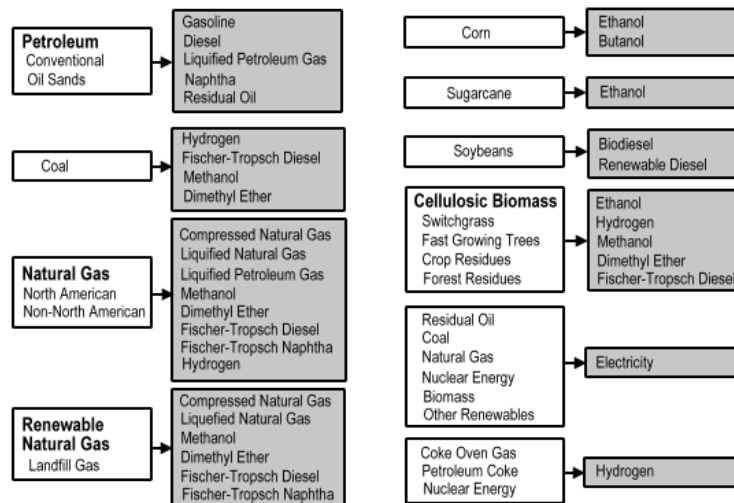 Petroleum
Conventional
Oil Sands
Gasoline
Diesel
Liquified Petroleum Gas
Naphtha
Residual Oil
Coal
Hydrogen
Fischer-Tropsch Diesel
Methanol
Dimethyl Ether
Natural Gas
North American
Non-North American
Compressed Natural Gas
Liquified Natural Gas
Liquified Petroleum Gas
Methanol
Dimethyl Ether
Fischer-Tropsch Diesel
Fischer-Tropsch Naphtha
Hydrogen
Renewable
Natural Gas
Landfill Gas
Compressed Natural Gas
Liquefied Natural Gas
Methanol
Dimethyl Ether
Fischer-Tropsch Diesel
Fischer-Tropsch Naphtha
Corn
Ethanol
Butanol
Sugarcane
Ethanol
Soybeans
Biodiesel
Renewable Diesel
Cellulosic Biomass
Switchgrass
Fast Growing Trees
Crop Residues
Forest Residues
Ethanol
Hydrogen
Methanol
Dimethyl Ether
Fischer-Tropsch Diesel
Residual Oil
Coal
Natural Gas
Nuclear Energy
Biomass
Other Renewables
Electricity
Coke Oven Gas
Petroleum Coke
Nuclear Energy
Hydrogen